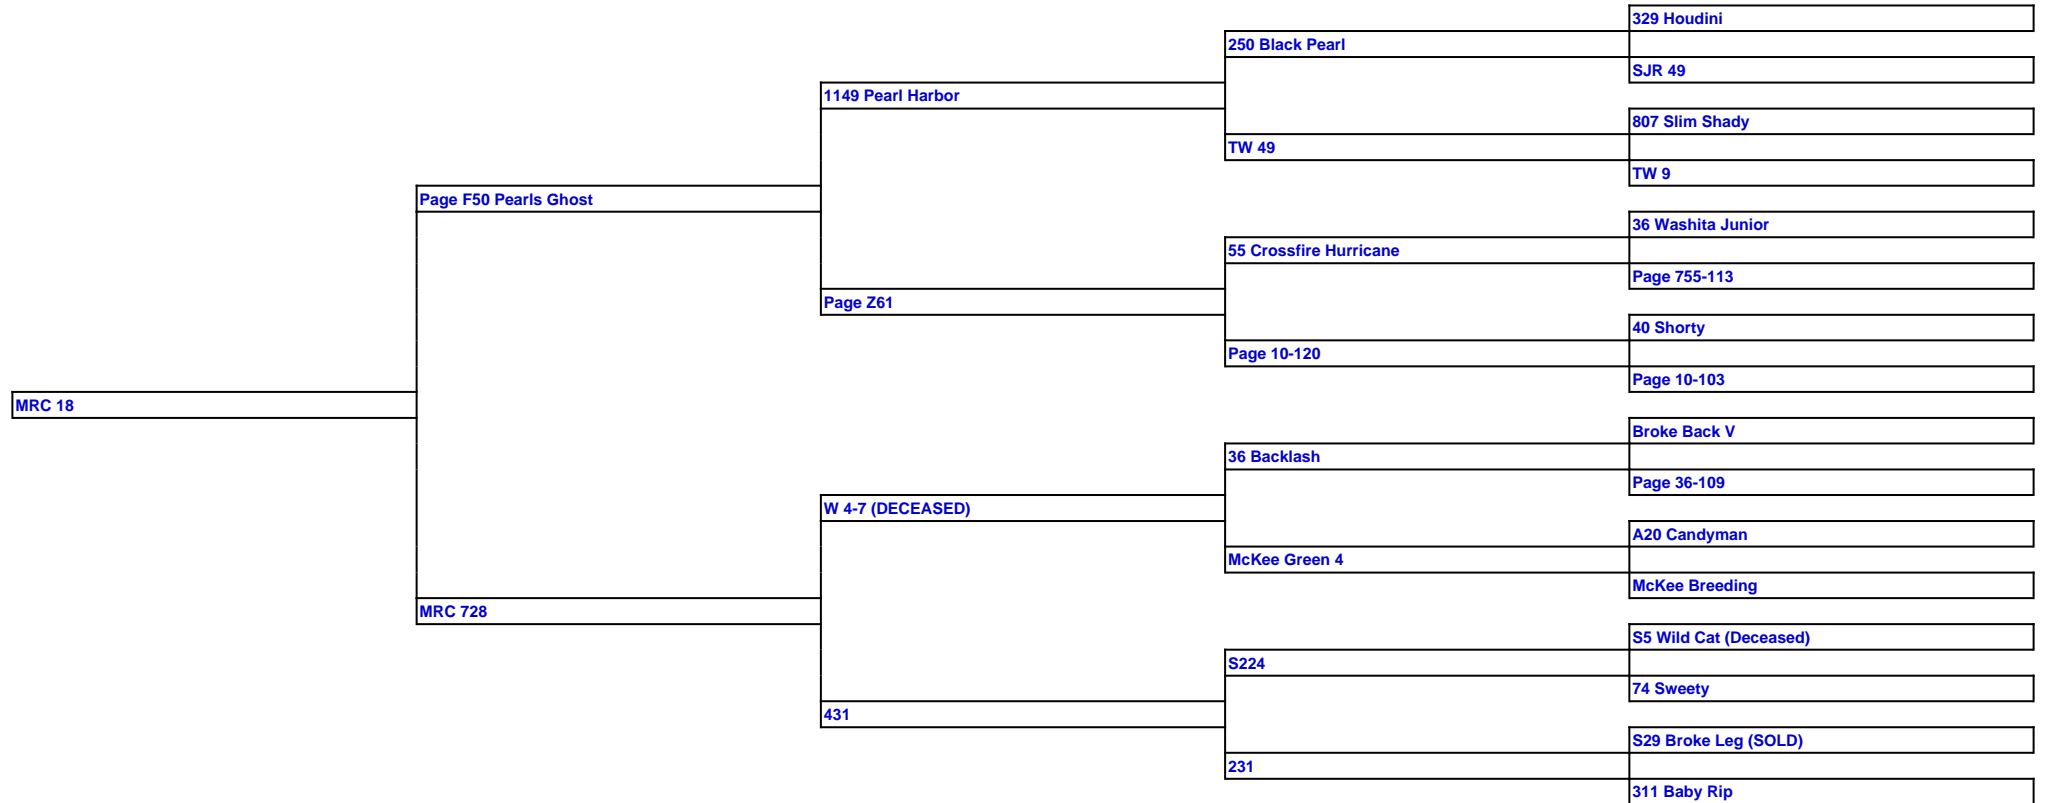 329 Houdini
250 Black Pearl
SJR 49
1149 Pearl Harbor
807 Slim Shady
TW 49
TW 9
Page F50 Pearls Ghost
36 Washita Junior
55 Crossfire Hurricane
Page 755-113
Page Z61
40 Shorty
Page 10-120
Page 10-103
MRC 18
Broke Back V
36 Backlash
Page 36-109
W 4-7 (DECEASED)
A20 Candyman
McKee Green 4
McKee Breeding
MRC 728
S5 Wild Cat (Deceased)
S224
74 Sweety
431
S29 Broke Leg (SOLD)
231
311 Baby Rip